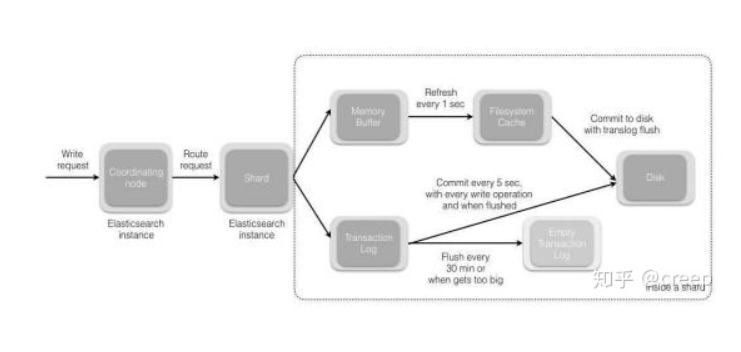 Write
request
Coordinating
node
Elasticsearch
instance
Route
request
Shard
Elasticsearch
instance
Memory
Buffer
Refresh
every 1 sec
Filesystem
Cache
Commit to disk
with translog flush
Disk
Commit every 5 sec,
with every write operation
and when flushed
Transaction
Log
Flush every
30 min or
when gets too big
Empty
Transaction
Log
知乎 @creep
Inside a shard